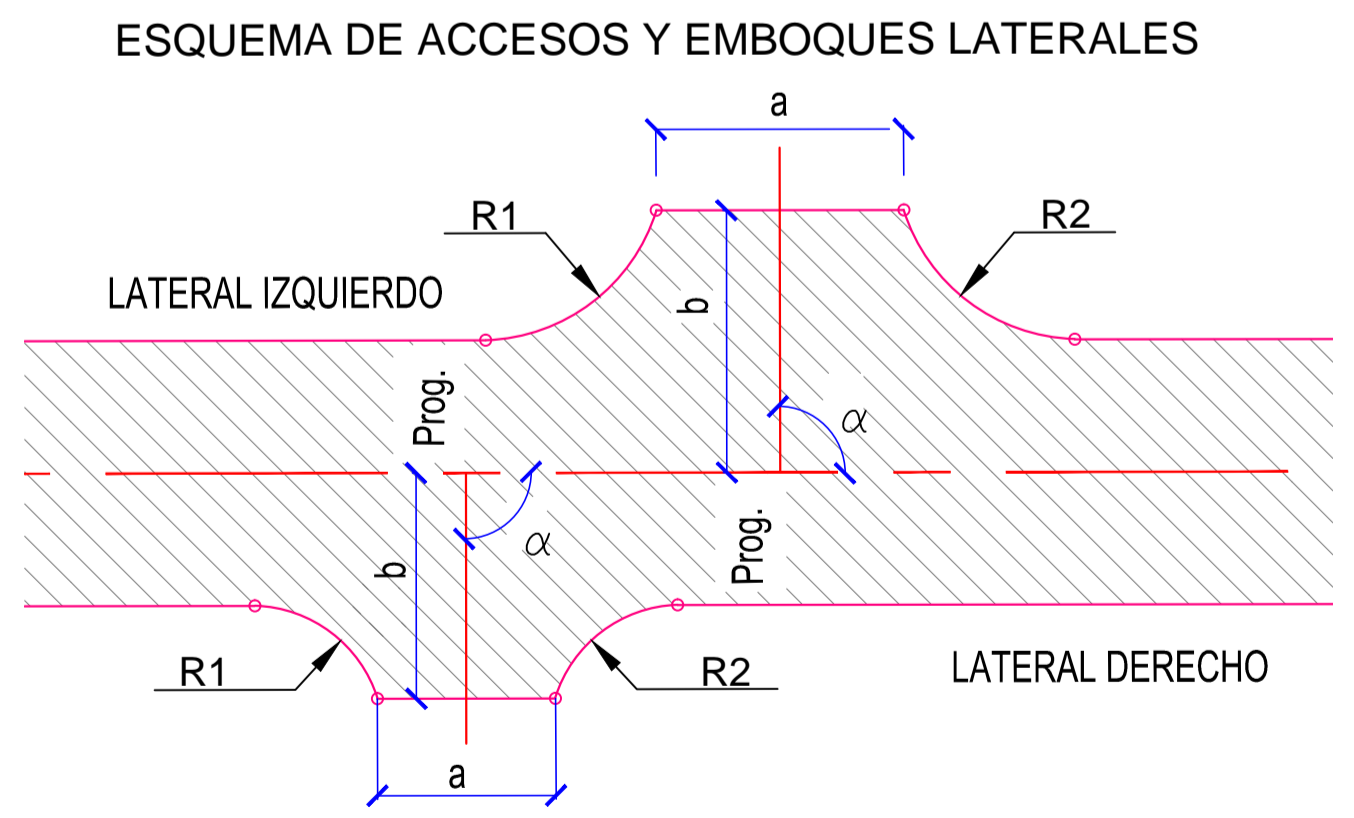 ESQUEMA DE ACCESOS Y EMBOQUES LATERALES
a
R1
R2
LATERAL IZQUIERDO
b
Prog.
α
α
Prog.
b
R1
R2
LATERAL DERECHO
a